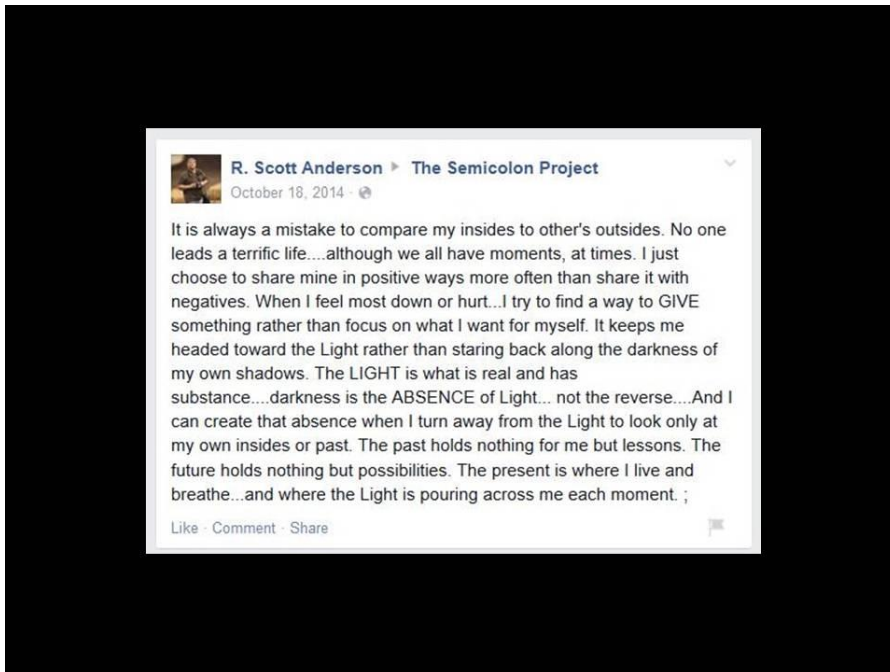 R. Scott Anderson ▸ The Semicolon Project
October 18, 2014 ·
It is always a mistake to compare my insides to other's outsides. No one
leads a terrific life....although we all have moments, at times. I just
choose to share mine in positive ways more often than share it with
negatives. When I feel most down or hurt...I try to find a way to GIVE
something rather than focus on what I want for myself. It keeps me
headed toward the Light rather than staring back along the darkness of
my own shadows. The LIGHT is what is real and has
substance....darkness is the ABSENCE of Light... not the reverse....And I
can create that absence when I turn away from the Light to look only at
my own insides or past. The past holds nothing for me but lessons. The
future holds nothing but possibilities. The present is where I live and
breathe...and where the Light is pouring across me each moment. ;
Like · Comment · Share